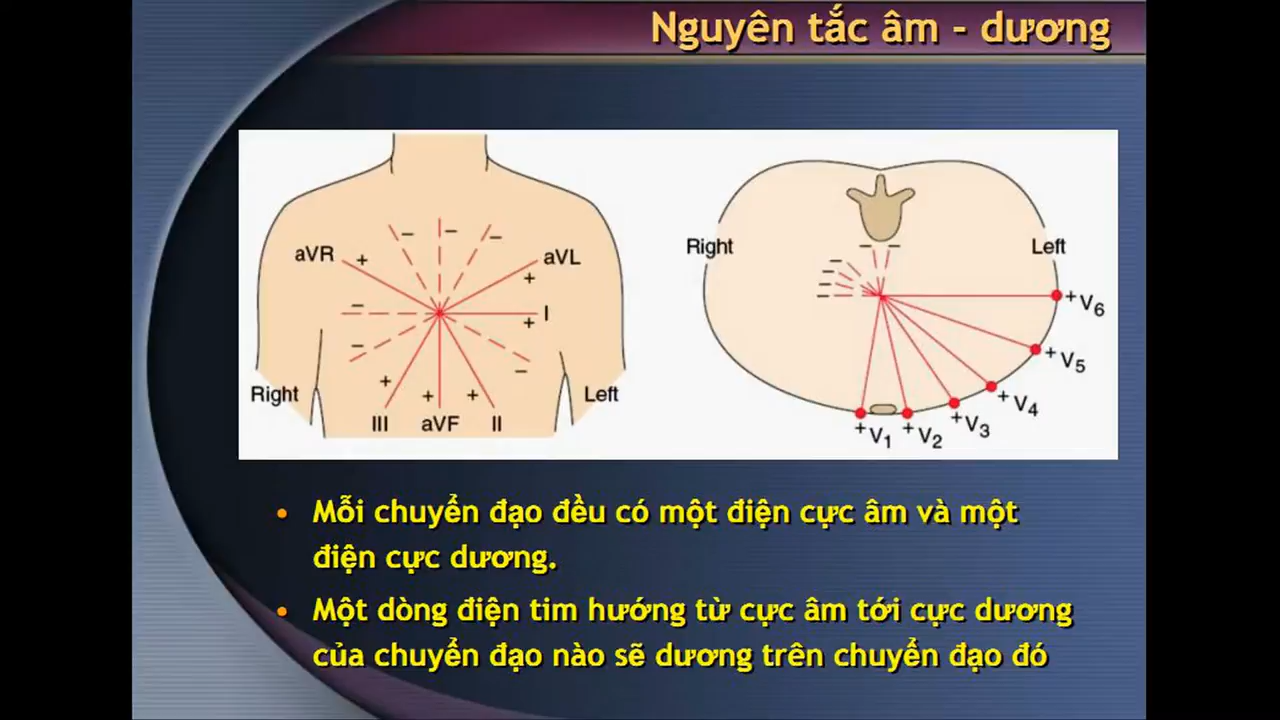 Nguyên tắc âm - dương
aVR + − − − aVL
+
− I
+
− −
+ + +
Right Left
III aVF II
Right Left
− −
−
−
−
− + V6
+ V5
+ V4
+ V1 + V2 + V3
• Mỗi chuyển đạo đều có một điện cực âm và một
điện cực dương.
• Một dòng điện tim hướng từ cực âm tới cực dương
của chuyển đạo nào sẽ dương trên chuyển đạo đó